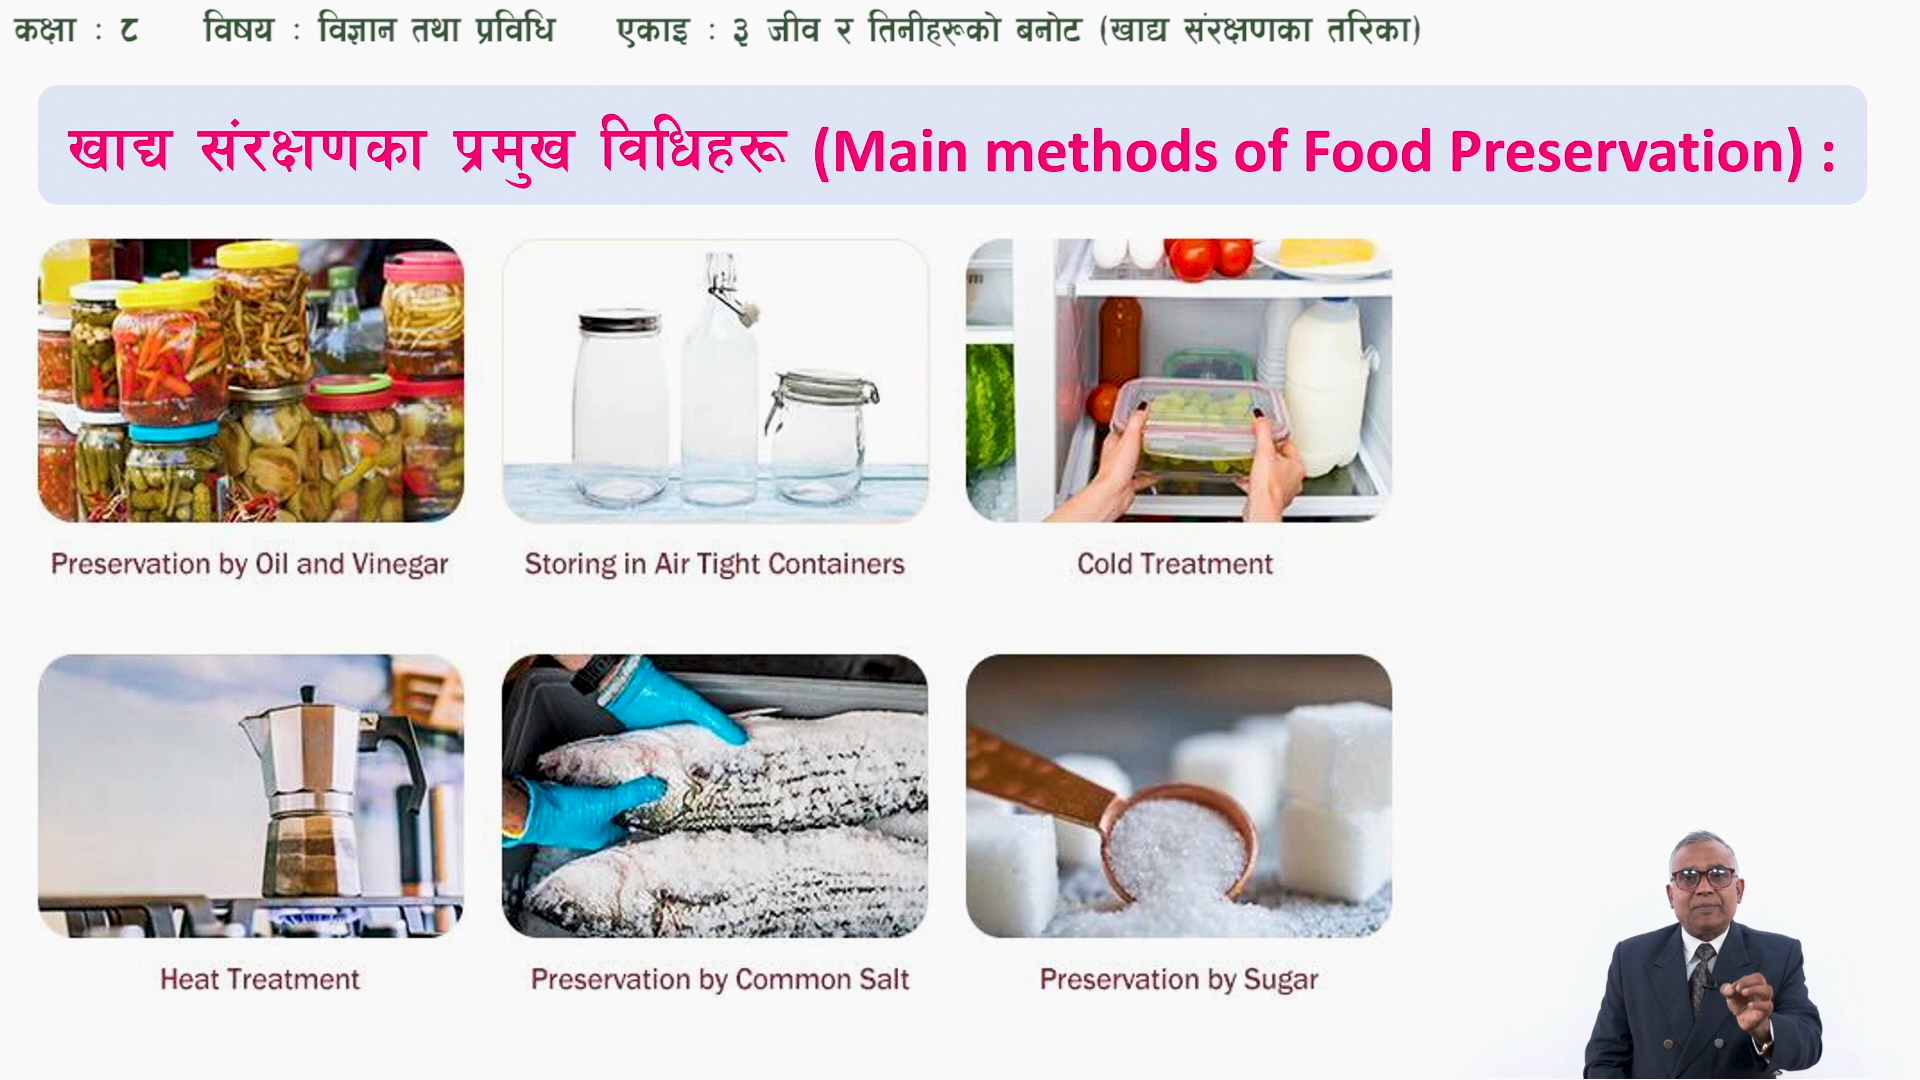 कक्षा : ८ विषय : विज्ञान तथा प्रविधि एकाइ : ३ जीव र तिनीहरूको बनोट (खाद्य संरक्षणका तरिका)
खाद्य संरक्षणका प्रमुख विधिहरू (Main methods of Food Preservation) :
Preservation by Oil and Vinegar
Storing in Air Tight Containers
Cold Treatment
Heat Treatment
Preservation by Common Salt
Preservation by Sugar